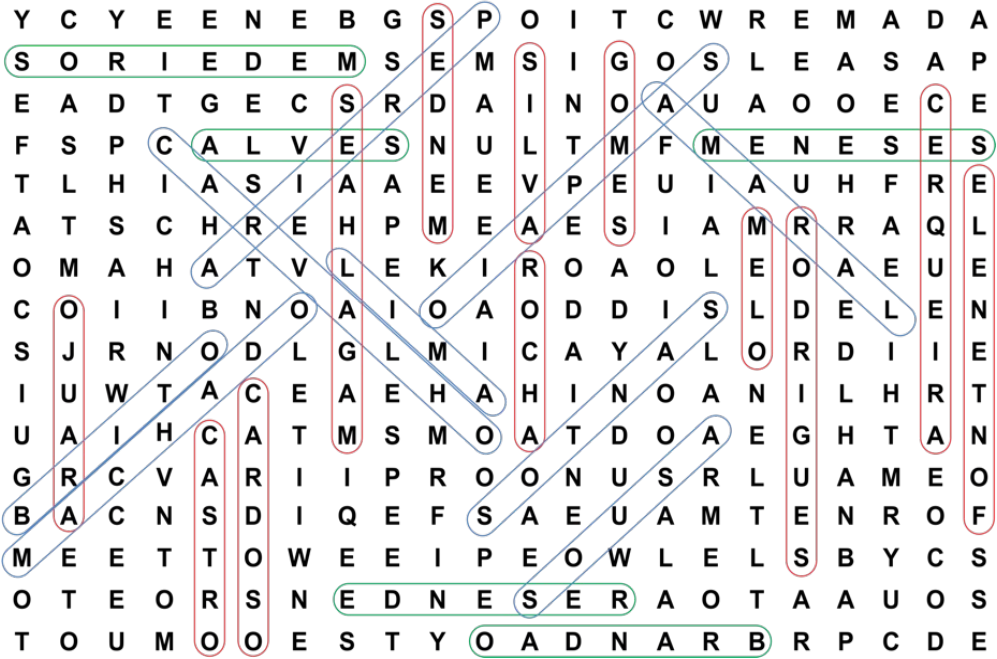 Y C Y E E N E B G S P O I T C W R E M A D A
S O R I E D E M S E M S I G O S L E A S A P
E A D T G E C S R D A I N O A U A O O E C E
F S P C A L V E S N U L T M F M E N E S E S
T L H I A S I A A E E V P E U I A U H F R E
A T S C H R E H P M E A E S I A M R R A Q L
O M A H A T V L E K I R O A O L E O A E U E
C O I I B N O A I O A O D D I S L D E L E N
S J R N O D L G L M I C A Y A L O R D I I E
I U W T A C E A E H A H I N O A N I L H R T
U A I H C A T M S M O A T D O A E G H T A N
G R C V A R I I P R O O N U S R L U A M E O
B A C N S D I Q E F S A E U A M T E N R O F
M E E T T O W E E I P E O W L E L S B Y C S
O T E O R S N E D N E S E R A O T A A U O S
T O U M O O E S T Y O A D N A R B R P C D E